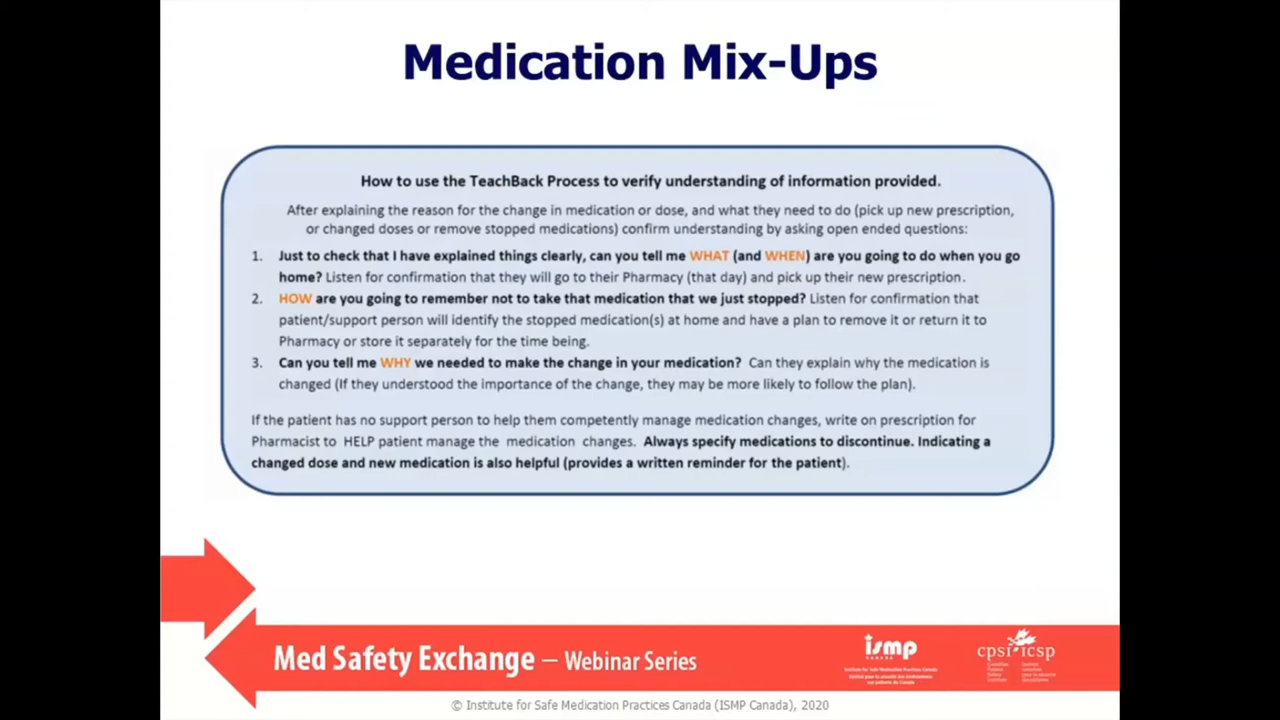 Medication Mix-Ups
How to use the TeachBack Process to verify understanding of information provided.
After explaining the reason for the change in medication or dose, and what they need to do (pick up new prescription,
or changed doses or remove stopped medications) confirm understanding by asking open ended questions:
1. Just to check that I have explained things clearly, can you tell me WHAT (and WHEN) are you going to do when you go
home? Listen for confirmation that they will go to their Pharmacy (that day) and pick up their new prescription.
2. HOW are you going to remember not to take that medication that we just stopped? Listen for confirmation that
patient/support person will identify the stopped medication(s) at home and have a plan to remove it or return it to
Pharmacy or store it separately for the time being.
3. Can you tell me WHY we needed to make the change in your medication? Can they explain why the medication is
changed (If they understood the importance of the change, they may be more likely to follow the plan).
If the patient has no support person to help them competently manage medication changes, write on prescription for
Pharmacist to HELP patient manage the medication changes. Always specify medications to discontinue. Indicating a
changed dose and new medication is also helpful (provides a written reminder for the patient).
Med Safety Exchange – Webinar Series
ismp
CANADA
Institute for Safe Medication Practices Canada
cpsi icsp
Canadian
Patient
Safety
Institute
© Institute for Safe Medication Practices Canada (ISMP Canada), 2020